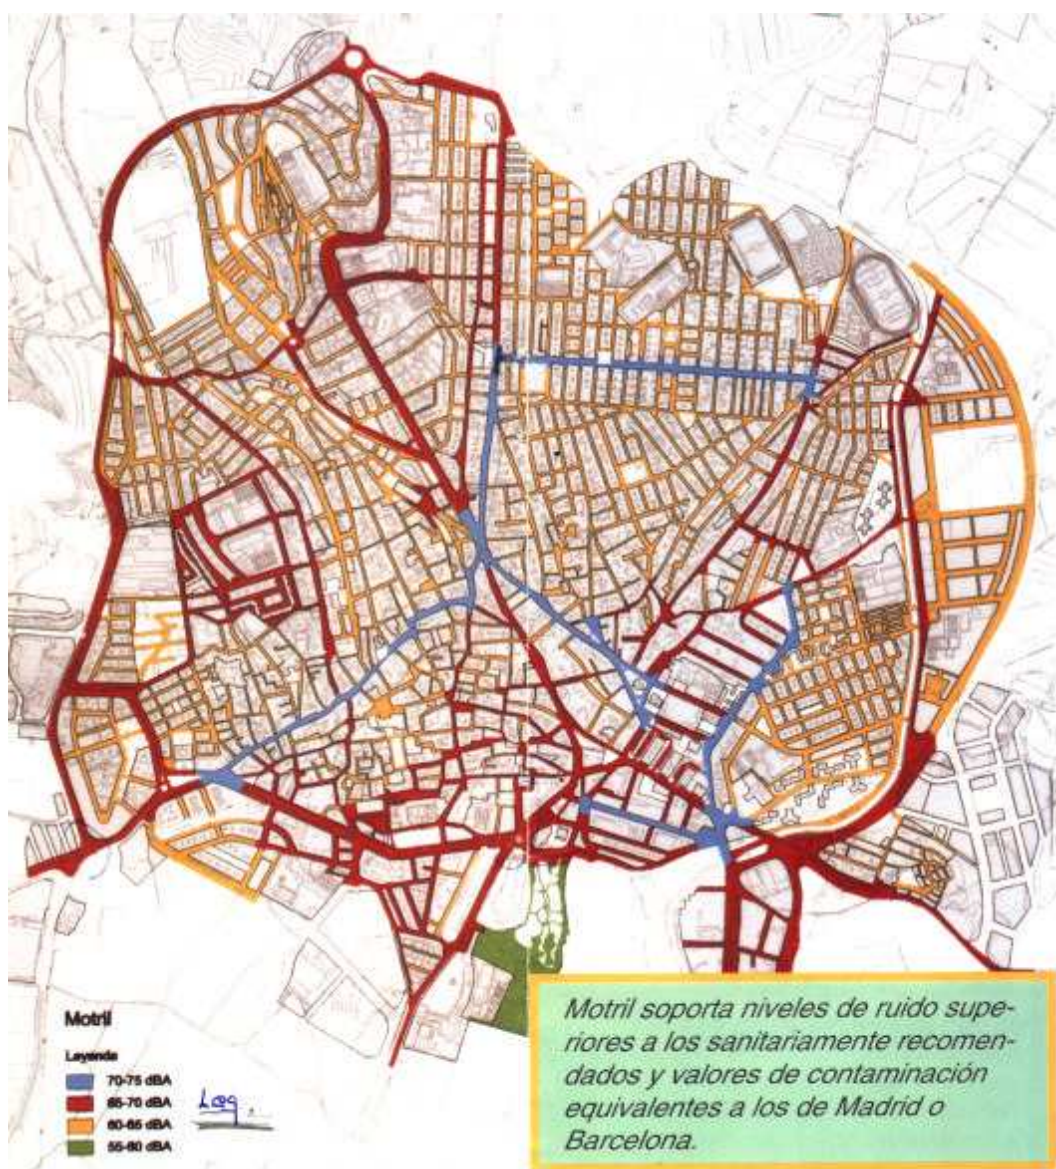 Motril
Leyenda
70-75 dBA
65-70 dBA
60-65 dBA
55-60 dBA
Leq.
Motril soporta niveles de ruido supe-
riores a los sanitariamente recomen-
dados y valores de contaminación
equivalentes a los de Madrid o
Barcelona.